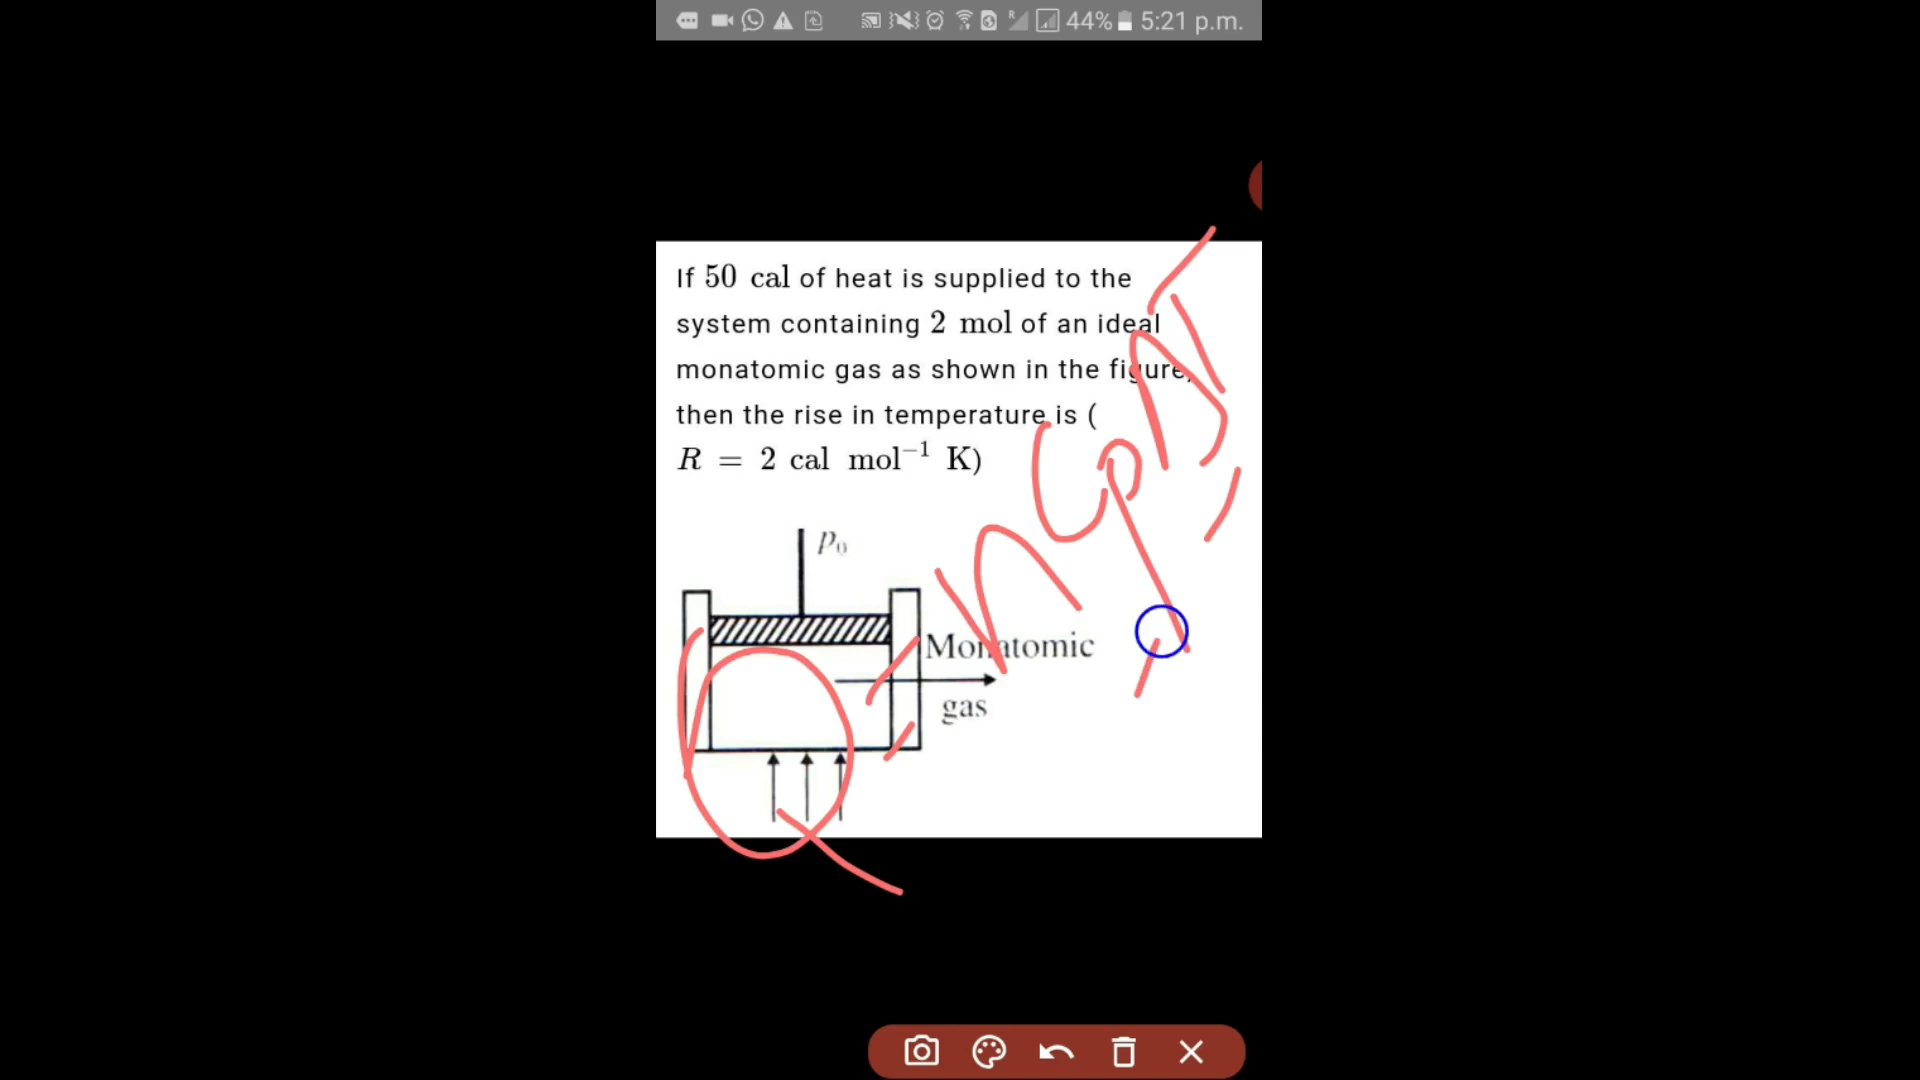 44% 5:21 p.m.
If 50 cal of heat is supplied to the
system containing 2 mol of an ideal
monatomic gas as shown in the figure,
then the rise in temperature is (
R = 2 cal mol⁻¹ K)
p₀
Monatomic
gas
Q = nCpΔT